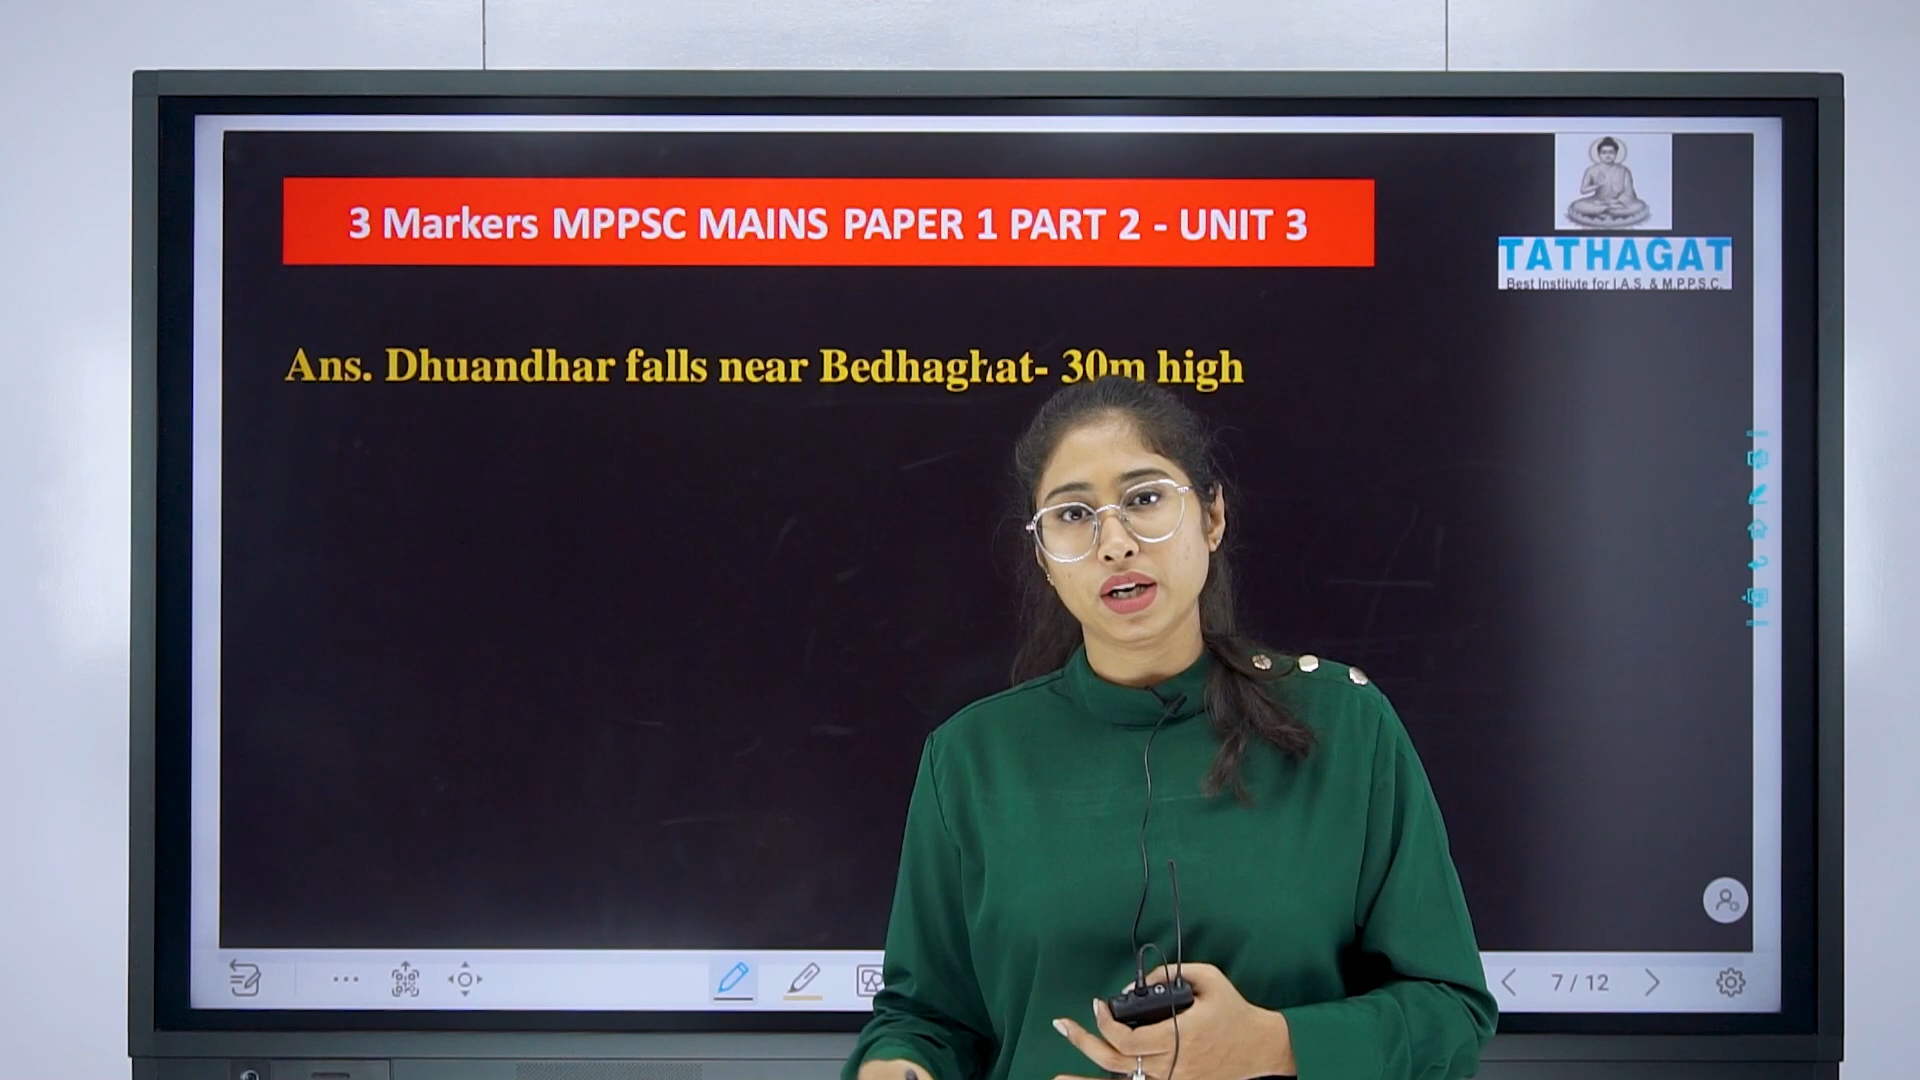 3 Markers MPPSC MAINS PAPER 1 PART 2 - UNIT 3
TATHAGAT
Best Institute for I.A.S. & M.P.P.S.C.
Ans. Dhuandhar falls near Bedhaghat- 30m high
7 / 12